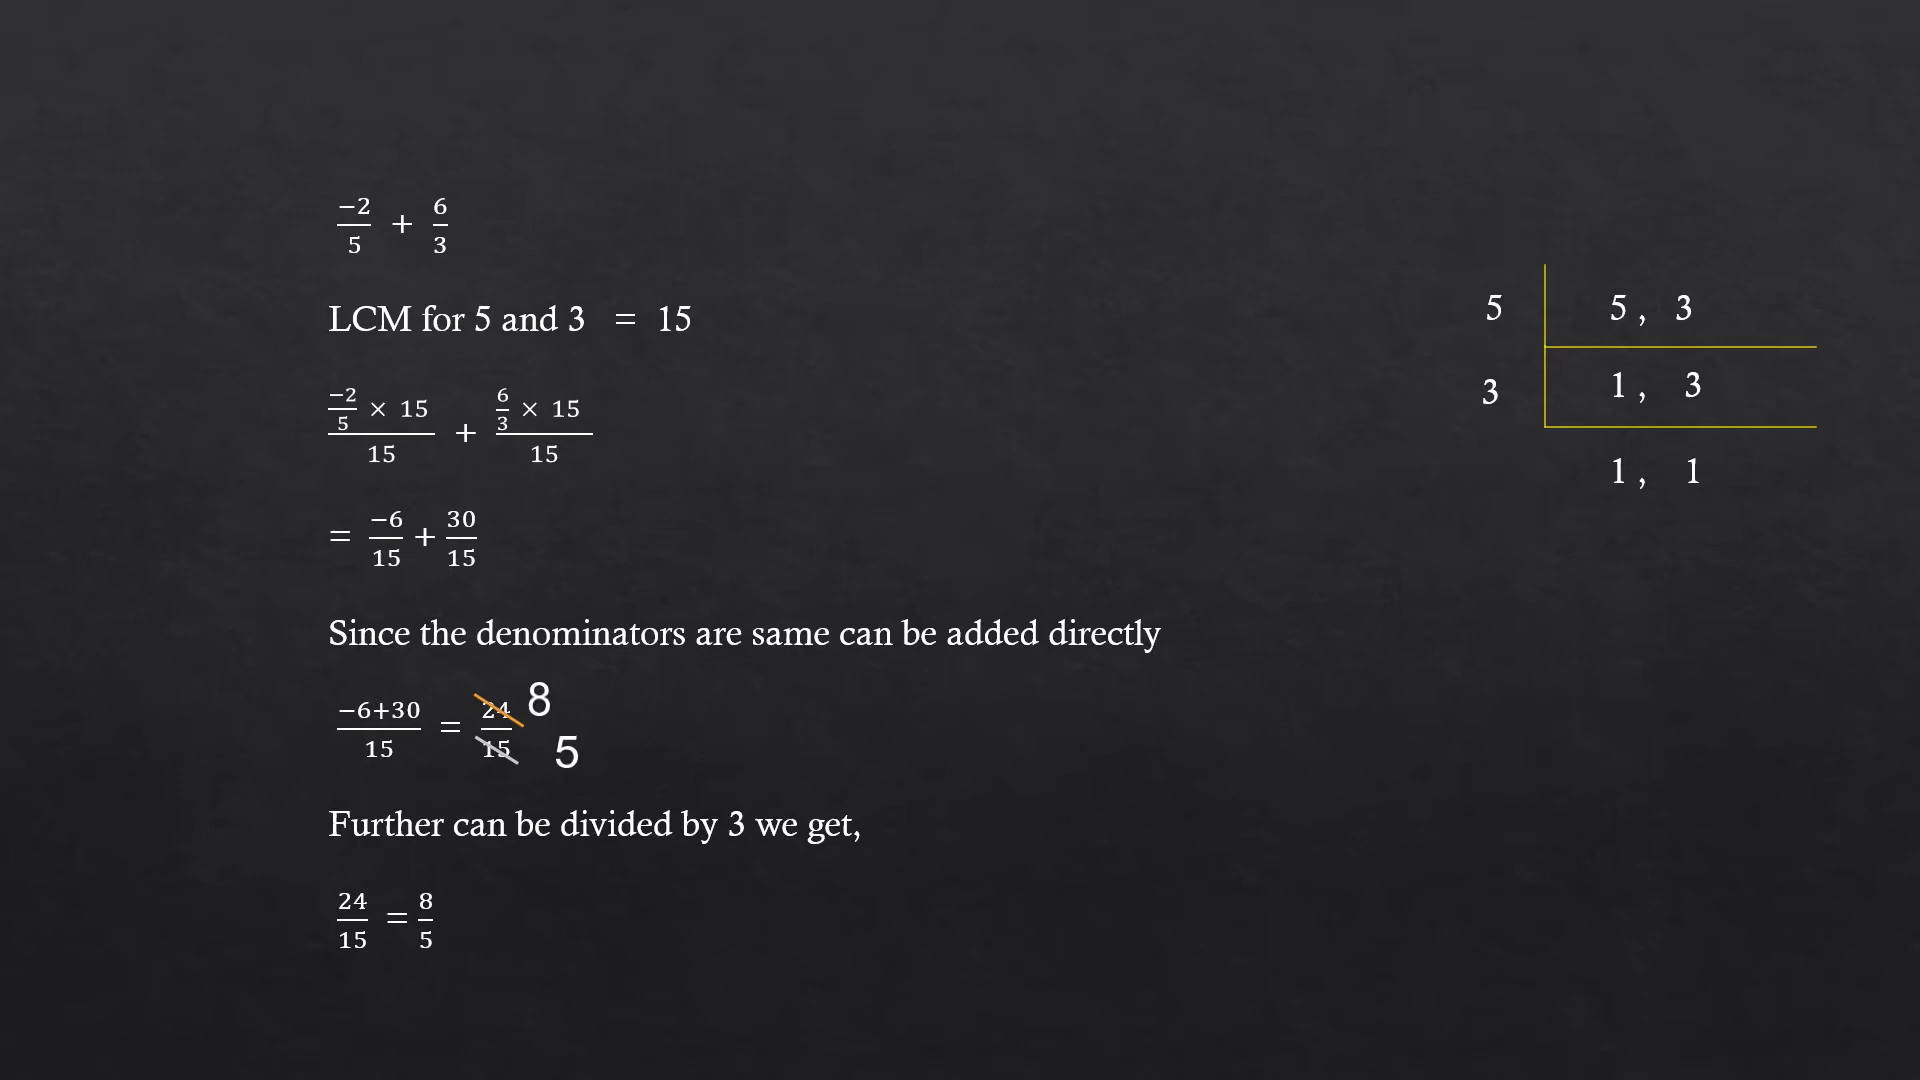 −2/5 + 6/3
LCM for 5 and 3 = 15
(−2/5 × 15)/15 + (6/3 × 15)/15
= −6/15 + 30/15
Since the denominators are same can be added directly
(−6+30)/15 = 24/15 8 5
Further can be divided by 3 we get,
24/15 = 8/5
5 5 , 3
3 1 , 3
1 , 1